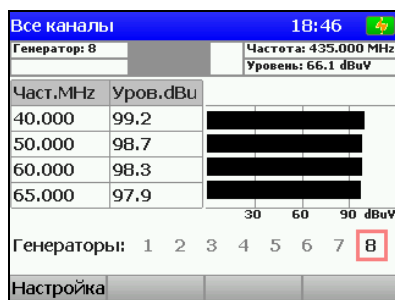 Все каналы 18:46
Генератор: 8 Частота: 435.000 MHz
Уровень: 66.1 dBuV
Част.MHz Уров.dBu
40.000 99.2
50.000 98.7
60.000 98.3
65.000 97.9
30 60 90 dBuV
Генераторы: 1 2 3 4 5 6 7 8
Настройка